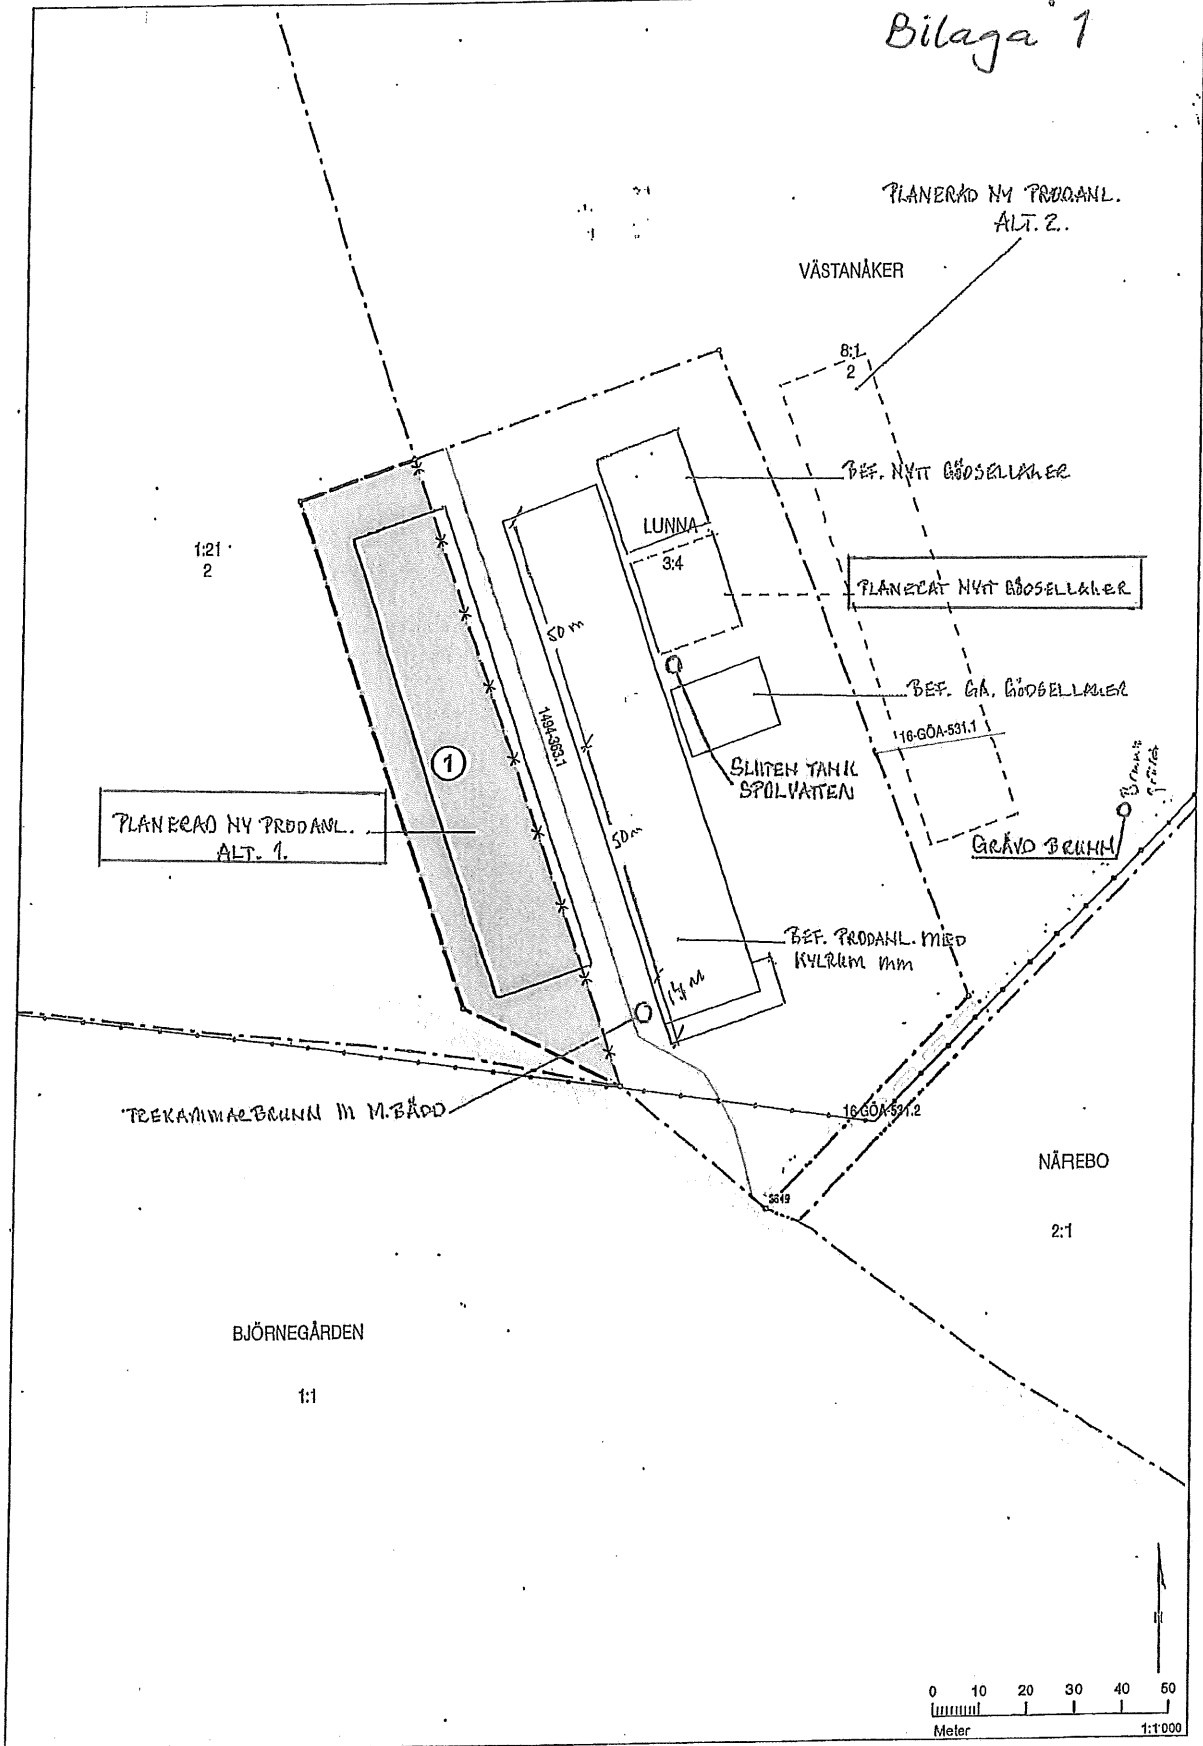 Bilaga 1
PLANERAD NY PRODANL.
ALT. 2.
VÄSTANÅKER
8:1
2
BEF. NYTT GÖDSELLAGER
LUNNA
3:4
1:21
2
PLANERAT NYTT GÖDSELLAGER
50 m
BEF. GA. GÖDSELLAGER
16-GÖA-531.1
1494-363.1
1
SLUTEN TANK
SPOLVATTEN
Brunn
PLANERAD NY PRODANL.
ALT. 1.
50m
GRÄVD BRUNN
BEF. PRODANL. MED
KYLRUM mm
TREKAMMARBRUNN M M.BÄDD
16-GÖA-531.2
NÄREBO
2:1
BJÖRNEGÅRDEN
1:1
N
0 10 20 30 40 50
Meter
1:1000